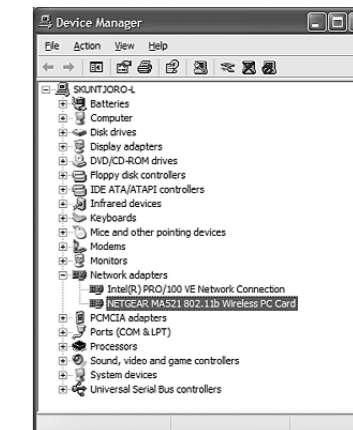 Device Manager
File Action View Help
SKUNTJORO-L
Batteries
Computer
Disk drives
Display adapters
DVD/CD-ROM drives
Floppy disk controllers
IDE ATA/ATAPI controllers
Infrared devices
Keyboards
Mice and other pointing devices
Modems
Monitors
Network adapters
Intel(R) PRO/100 VE Network Connection
NETGEAR MA521 802.11b Wireless PC Card
PCMCIA adapters
Ports (COM & LPT)
Processors
Sound, video and game controllers
System devices
Universal Serial Bus controllers